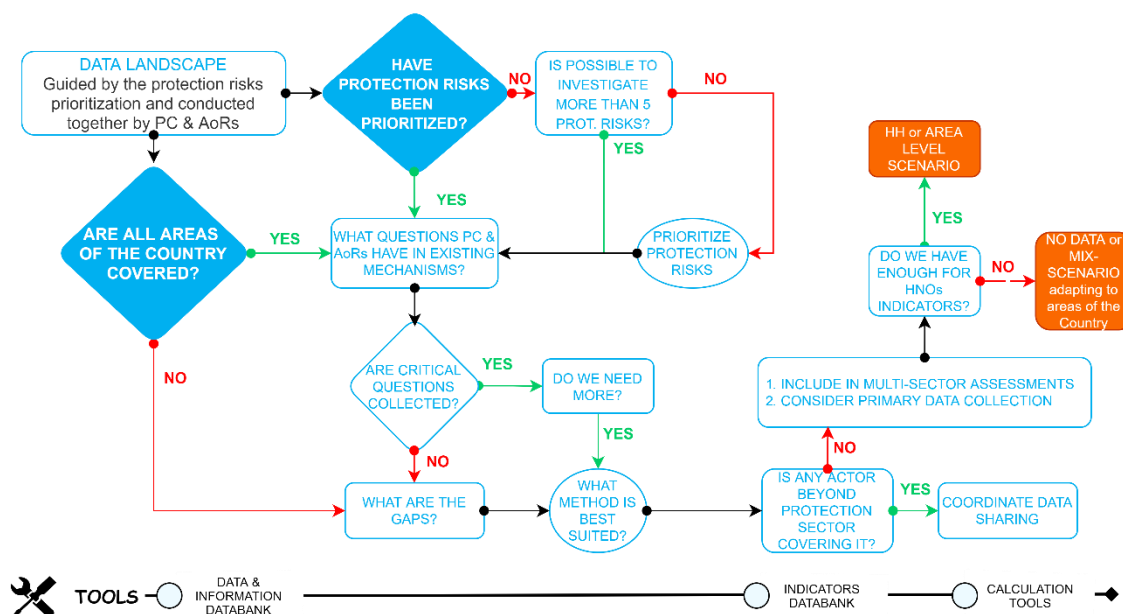 DATA LANDSCAPE
Guided by the protection risks
prioritization and conducted
together by PC & AoRs
HAVE
PROTECTION RISKS
BEEN
PRIORITIZED?
NO
IS POSSIBLE TO
INVESTIGATE
MORE THAN 5
PROT. RISKS?
NO
YES
YES
ARE ALL AREAS
OF THE COUNTRY
COVERED?
YES
WHAT QUESTIONS PC &
AoRs HAVE IN EXISTING
MECHANISMS?
PRIORITIZE
PROTECTION
RISKS
HH or AREA
LEVEL
SCENARIO
YES
DO WE HAVE
ENOUGH FOR
HNOs
INDICATORS?
NO
NO DATA or
MIX-
SCENARIO
adapting to
areas of the
Country
NO
ARE CRITICAL
QUESTIONS
COLLECTED?
YES
DO WE NEED
MORE?
YES
1. INCLUDE IN MULTI-SECTOR ASSESSMENTS
2. CONSIDER PRIMARY DATA COLLECTION
NO
NO
WHAT ARE THE
GAPS?
WHAT
METHOD IS
BEST
SUITED?
IS ANY ACTOR
BEYOND
PROTECTION
SECTOR
COVERING IT?
YES
COORDINATE DATA
SHARING
TOOLS
DATA &
INFORMATION
DATABANK
INDICATORS
DATABANK
CALCULATION
TOOLS